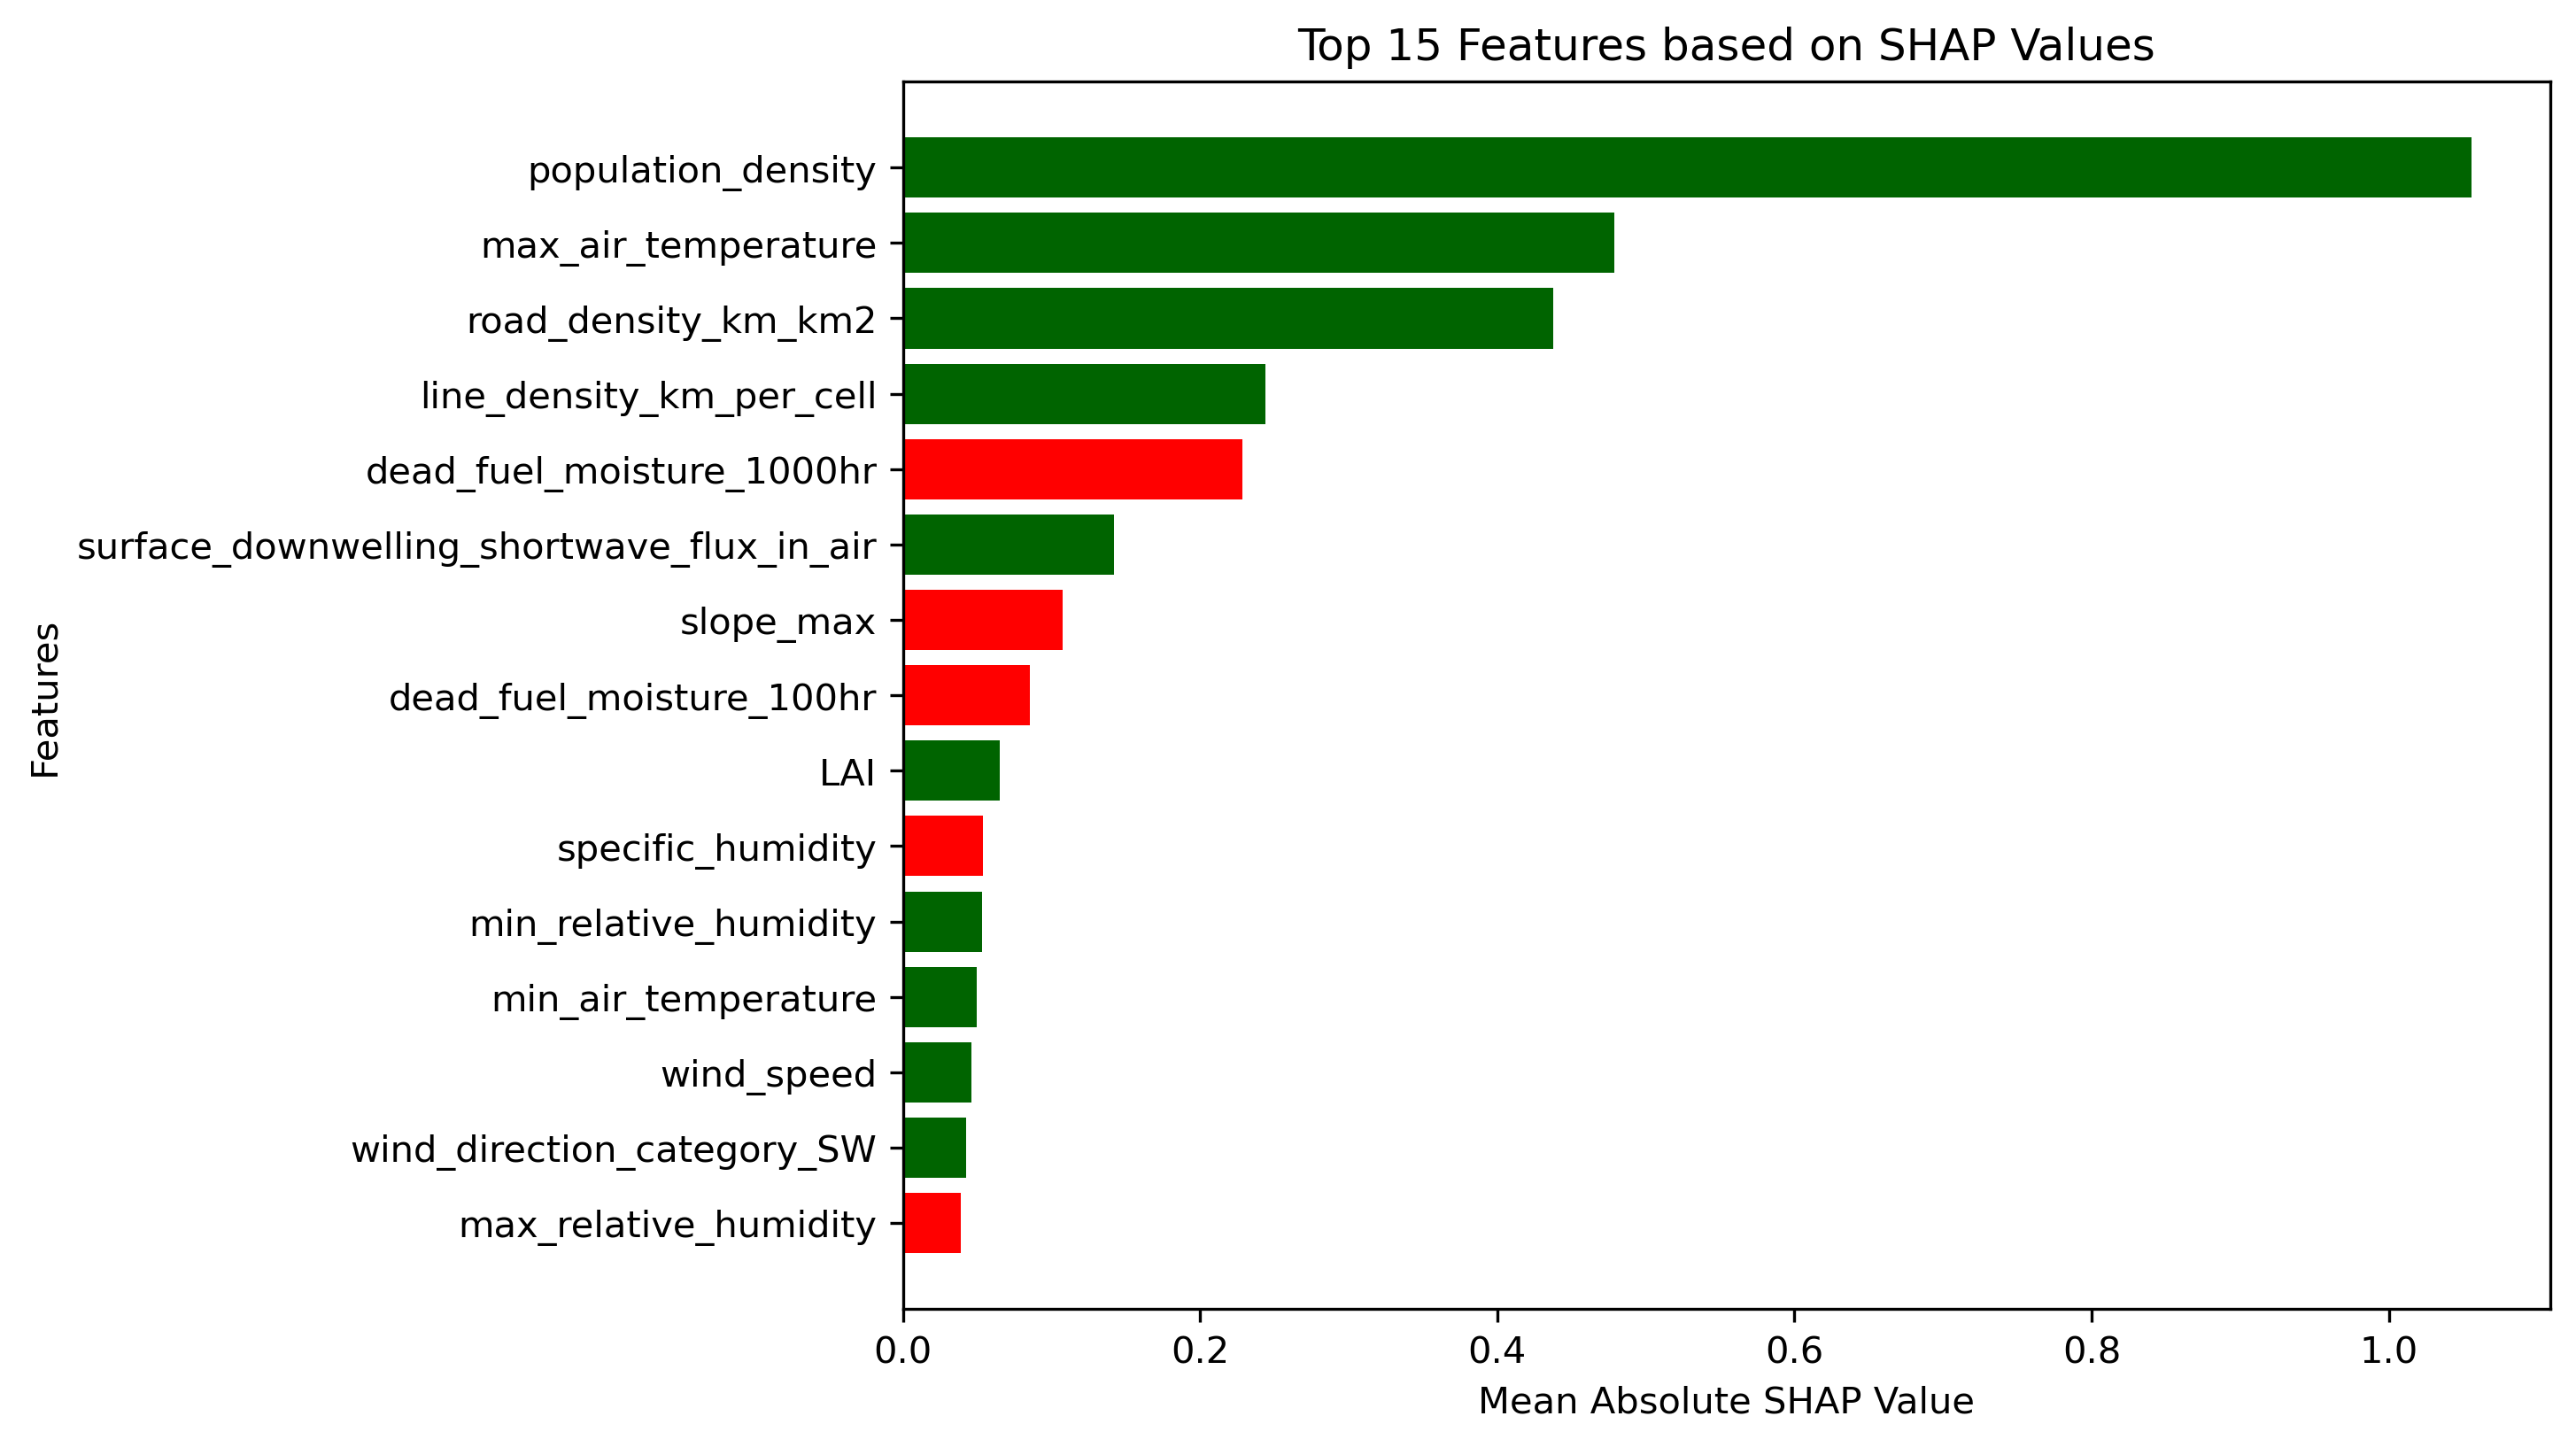 Top 15 Features based on SHAP Values
Features
population_density
max_air_temperature
road_density_km_km2
line_density_km_per_cell
dead_fuel_moisture_1000hr
surface_downwelling_shortwave_flux_in_air
slope_max
dead_fuel_moisture_100hr
LAI
specific_humidity
min_relative_humidity
min_air_temperature
wind_speed
wind_direction_category_SW
max_relative_humidity
0.0 0.2 0.4 0.6 0.8 1.0
Mean Absolute SHAP Value